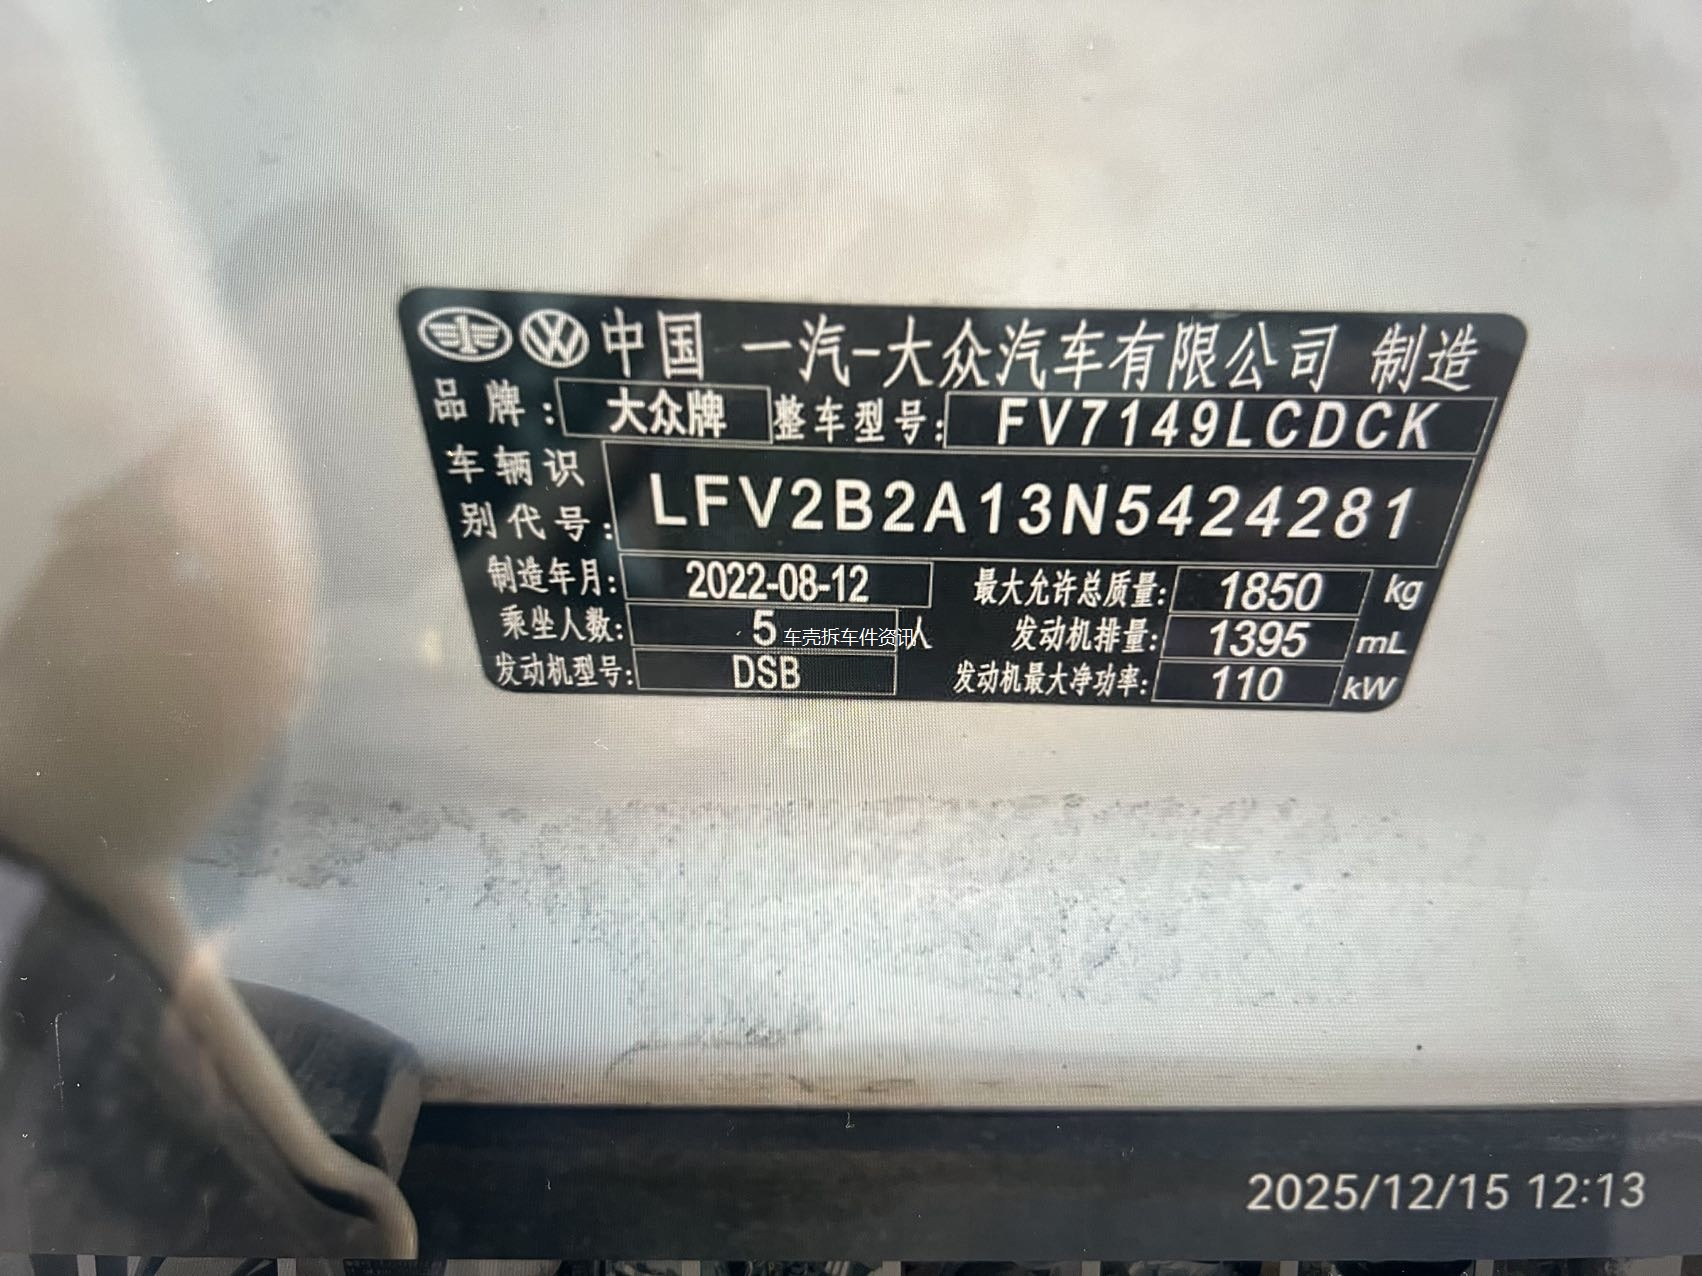 中国 一汽-大众汽车有限公司 制造
品牌: 大众牌 整车型号: FV7149LCDCK
车辆识别代号: LFV2B2A13N5424281
制造年月: 2022-08-12 最大允许总质量: 1850 kg
乘坐人数: 5 人 发动机排量: 1395 mL
车壳拆车件资讯
发动机型号: DSB 发动机最大净功率: 110 kW
2025/12/15 12:13